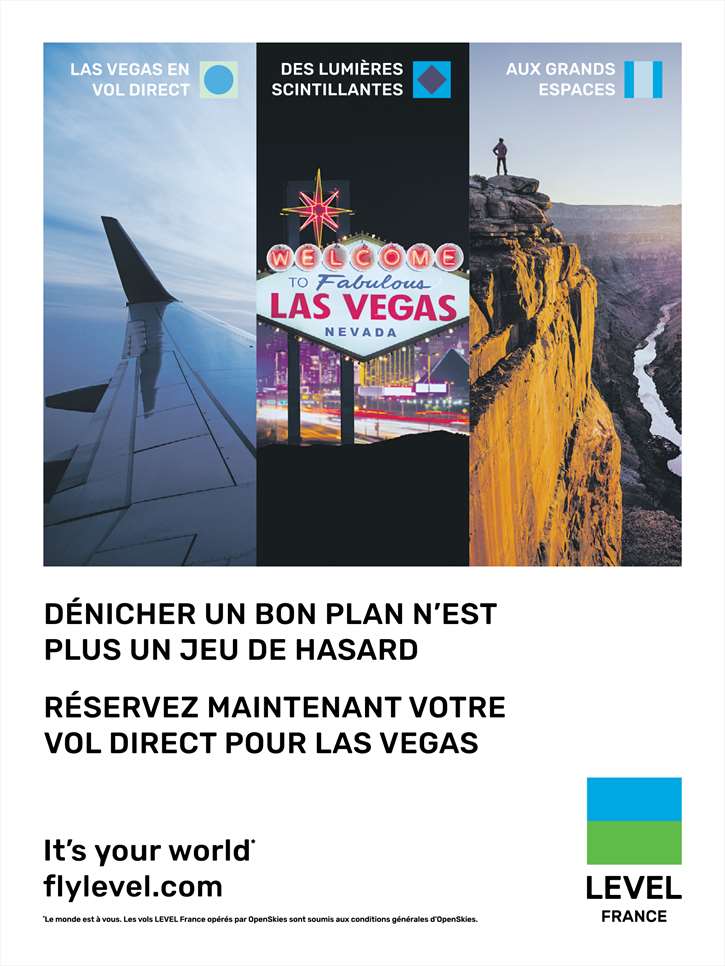 LAS VEGAS EN
VOL DIRECT
DES LUMIÈRES
SCINTILLANTES
AUX GRANDS
ESPACES
WELCOME
TO Fabulous
LAS VEGAS
NEVADA
DÉNICHER UN BON PLAN N’EST
PLUS UN JEU DE HASARD
RÉSERVEZ MAINTENANT VOTRE
VOL DIRECT POUR LAS VEGAS
It’s your world*
flylevel.com
*Le monde est à vous. Les vols LEVEL France opérés par OpenSkies sont soumis aux conditions générales d’OpenSkies.
LEVEL
FRANCE